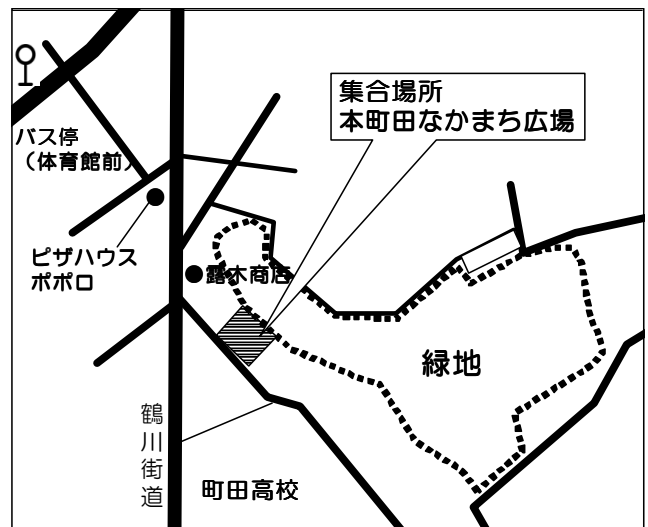 集合場所
本町田なかまち広場
バス停
（体育館前）
ピザハウス
ポポロ
露木商店
緑地
鶴川街道
町田高校